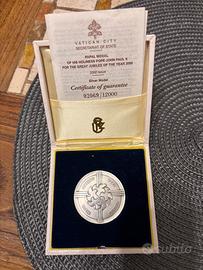 VATICAN CITY
SECRETARIAT OF STATE
PAPAL MEDAL
OF HIS HOLINESS POPE JOHN PAUL II
FOR THE GREAT JUBILEE OF THE YEAR 2000
Silver Medal
Certificate of guarantee
/12000
Subito.it